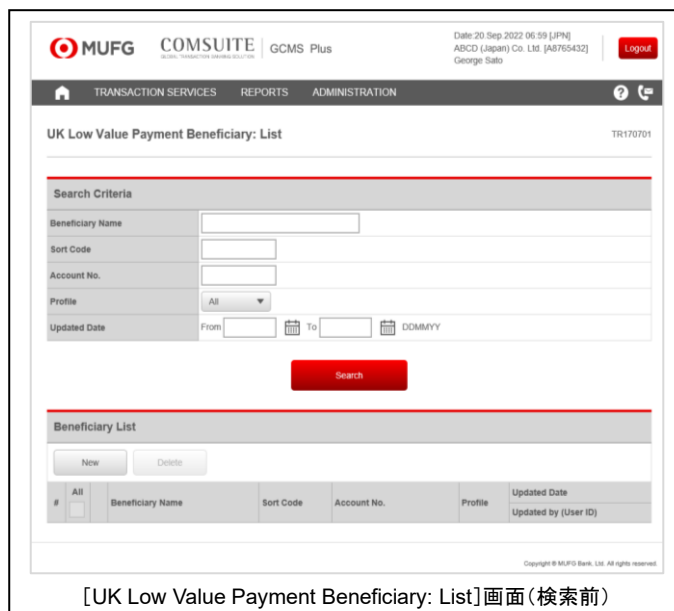 MUFG COMSUITE GCMS Plus
GLOBAL TRANSACTION BANKING SOLUTION
Date:20.Sep.2022 06:59 [JPN]
ABCD (Japan) Co. Ltd. [A8765432]
George Sato
Logout
TRANSACTION SERVICES REPORTS ADMINISTRATION
UK Low Value Payment Beneficiary: List TR170701
Search Criteria
Beneficiary Name
Sort Code
Account No.
Profile All
Updated Date From To DDMMYY
Search
Beneficiary List
New Delete
# All Beneficiary Name Sort Code Account No. Profile Updated Date
Updated by (User ID)
Copyright © MUFG Bank, Ltd. All rights reserved.
[UK Low Value Payment Beneficiary: List]画面(検索前)